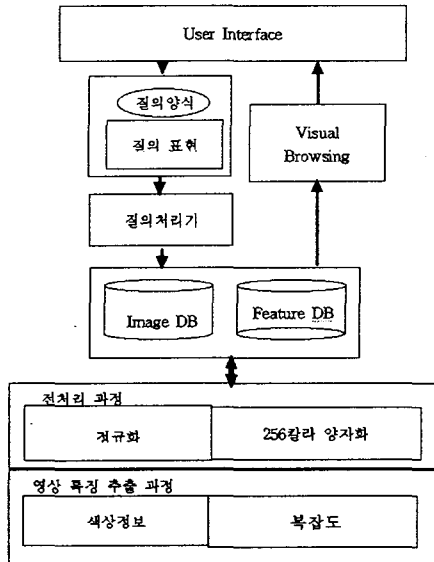 User Interface
질의양식
질의 표현
Visual
Browsing
질의처리기
Image DB
Feature DB
전처리 과정
정규화
256칼라 양자화
영상 특징 추출 과정
색상정보
복잡도